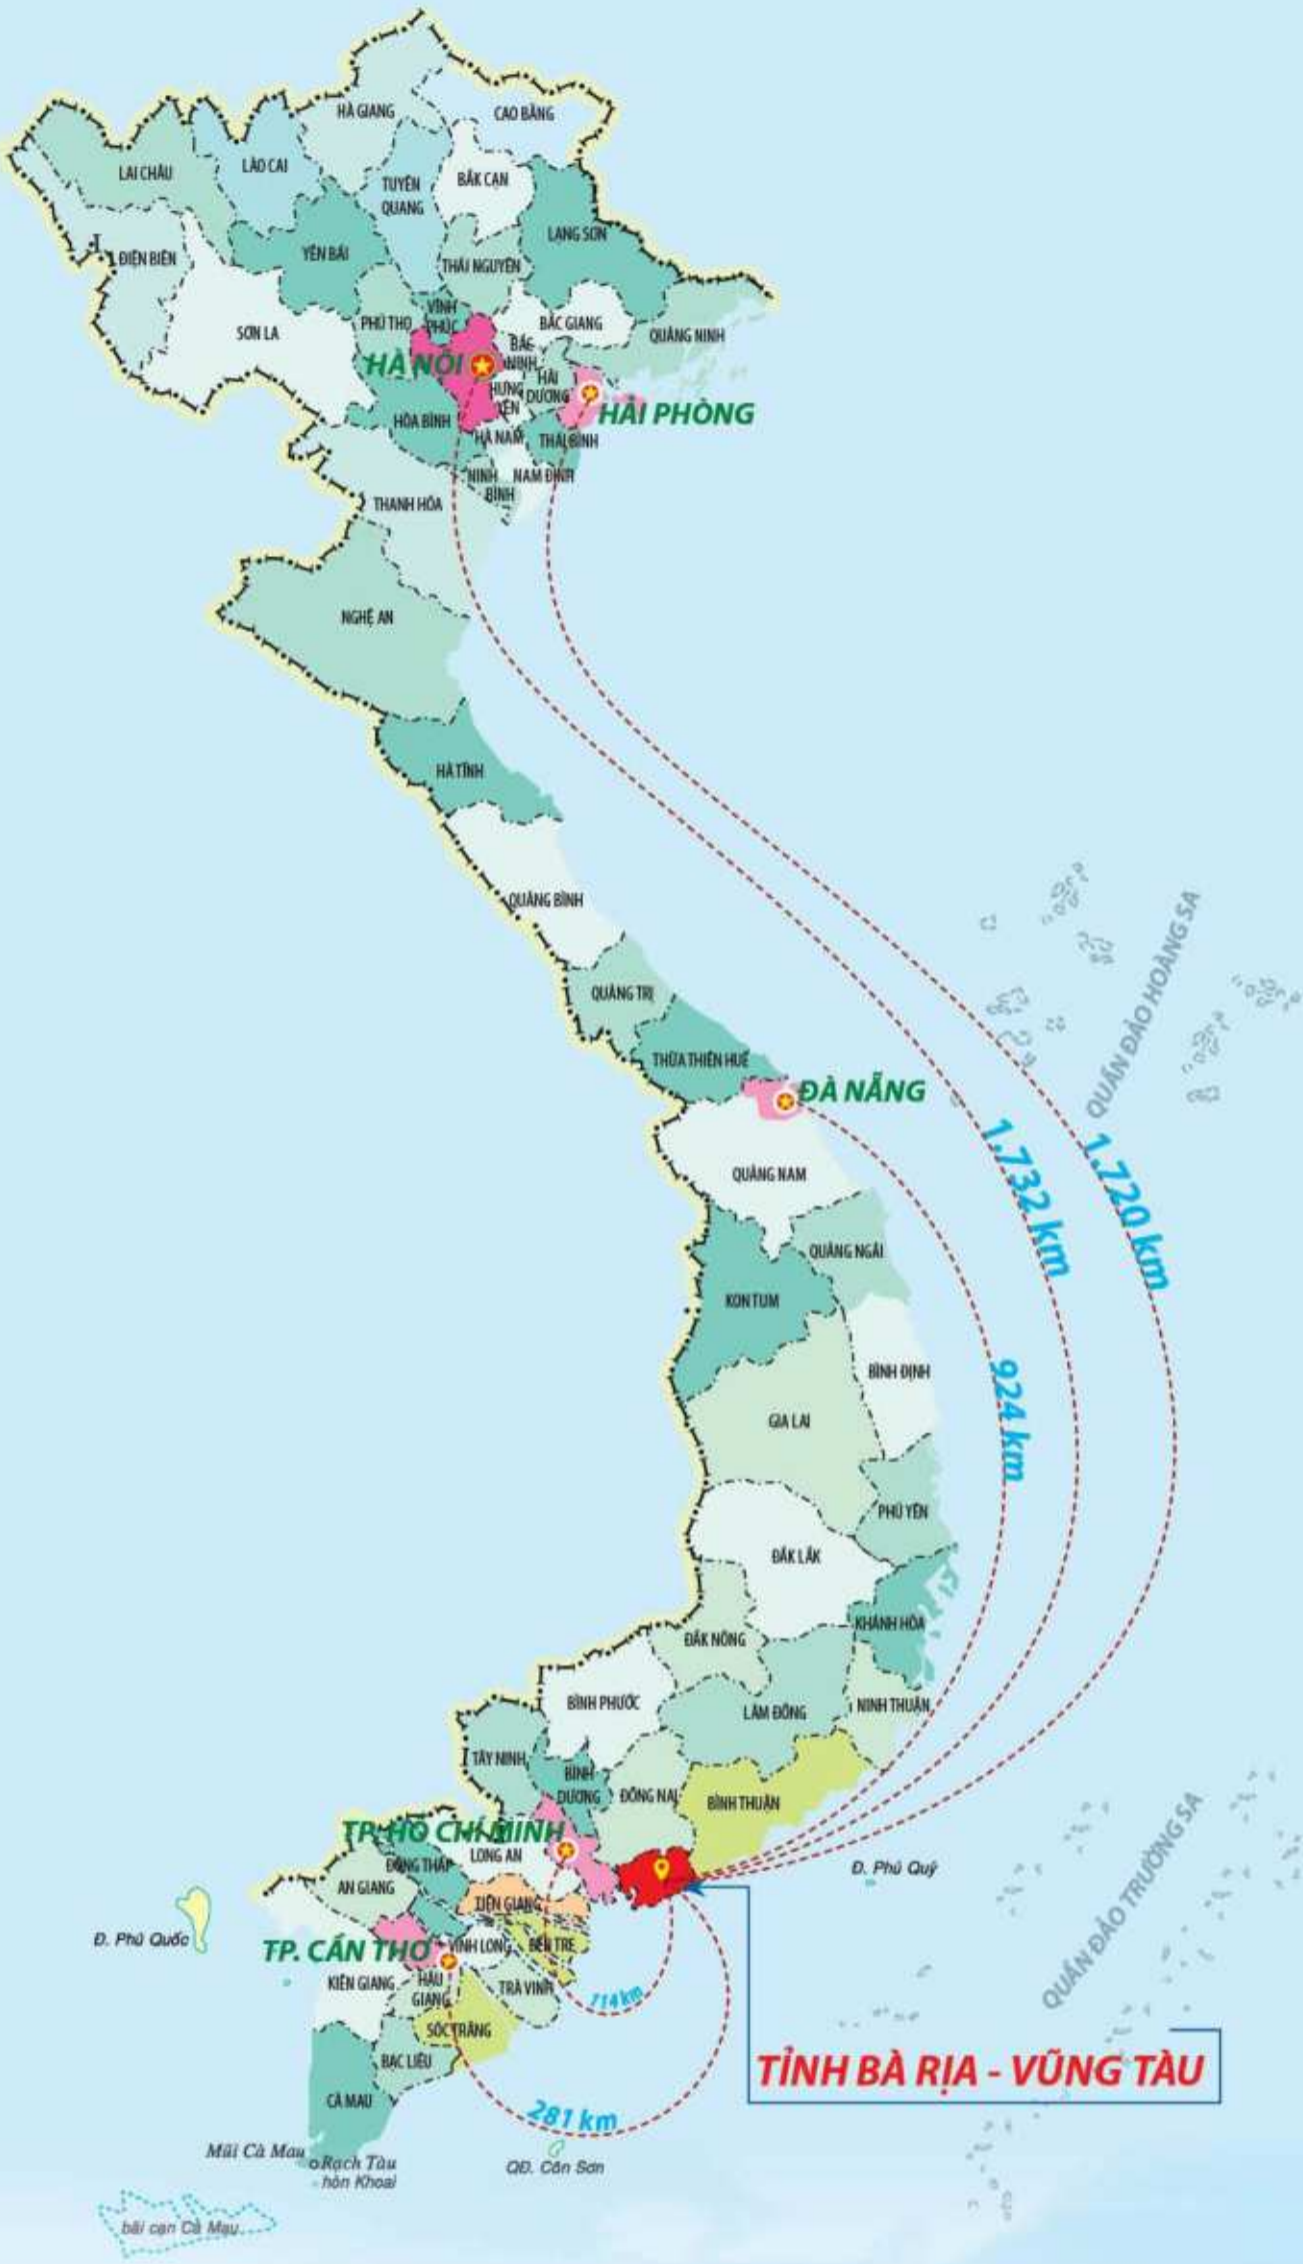 HÀ GIANG
CAO BẰNG
LAI CHÂU
LÀO CAI
TUYÊN
QUANG
BẮK CẠN
LẠNG SƠN
ĐIỆN BIÊN
YÊN BÁI
THÁI NGUYÊN
SƠN LA
PHÚ THỌ
VĨNH
PHÚC
BẮC GIANG
QUẢNG NINH
BẮC
NINH
HÀ NỘI
HẢI
DƯƠNG
HƯNG
YÊN
HẢI PHÒNG
HÒA BÌNH
HÀ NAM
THÁI BÌNH
NINH
BÌNH
NAM ĐỊNH
THANH HÓA
NGHỆ AN
HÀ TĨNH
QUẢNG BÌNH
QUẢNG TRỊ
QUẦN ĐẢO HOÀNG SA
THỪA THIÊN HUẾ
ĐÀ NẴNG
QUẢNG NAM
1.732 km
1.720 km
QUẢNG NGÃI
KON TUM
BÌNH ĐỊNH
924 km
GIA LAI
PHÚ YÊN
ĐẮK LẮK
KHÁNH HÒA
ĐẮK NÔNG
BÌNH PHƯỚC
LÂM ĐỒNG
NINH THUẬN
TÂY NINH
BÌNH
DƯƠNG
ĐỒNG NAI
BÌNH THUẬN
TP. HỒ CHÍ MINH
LONG AN
ĐỒNG THÁP
AN GIANG
TIỀN GIANG
Đ. Phú Quý
QUẦN ĐẢO TRƯỜNG SA
Đ. Phú Quốc
TP. CẦN THƠ
VĨNH LONG
BẾN TRE
KIÊN GIANG
HẬU
GIANG
TRÀ VINH
114 km
SÓC TRĂNG
BẠC LIÊU
TỈNH BÀ RỊA - VŨNG TÀU
CÀ MAU
281 km
Mũi Cà Mau
Rạch Tàu
hòn Khoai
QĐ. Côn Sơn
bãi cạn Cà Mau